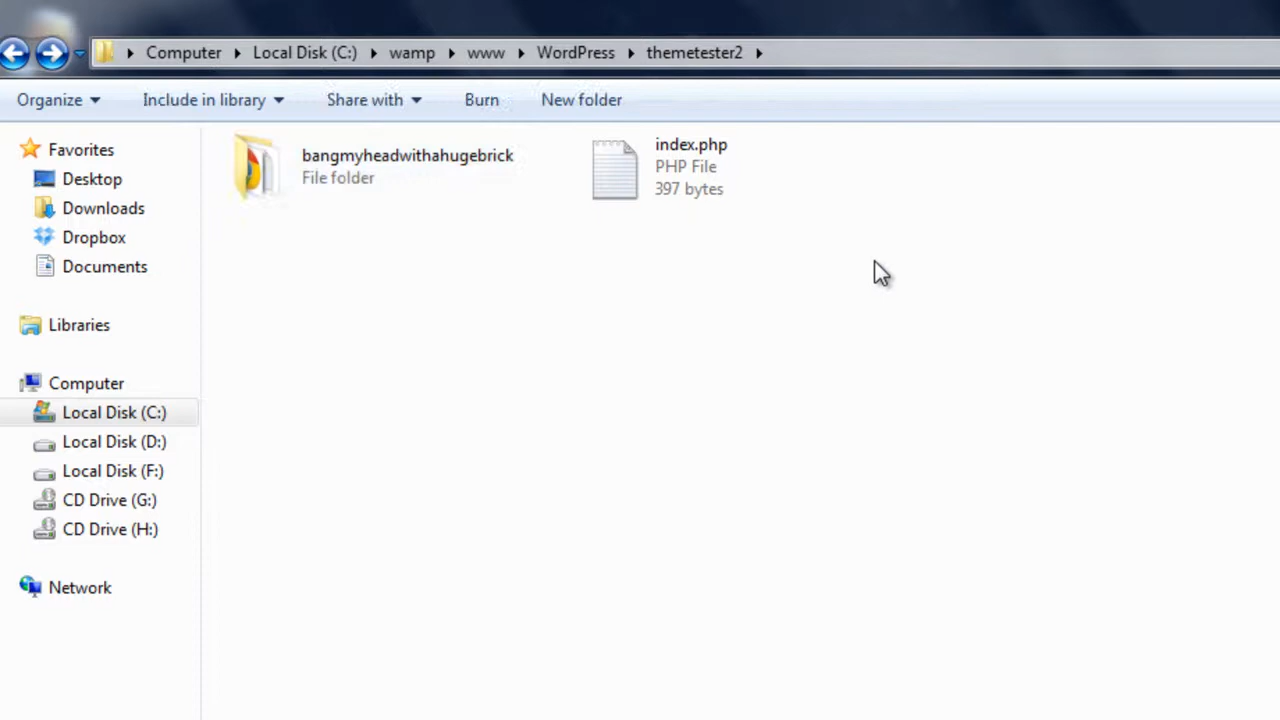 Computer Local Disk (C:) wamp www WordPress themetester2
Organize Include in library Share with Burn New folder
Favorites
Desktop
Downloads
Dropbox
Documents
Libraries
Computer
Local Disk (C:)
Local Disk (D:)
Local Disk (F:)
CD Drive (G:)
CD Drive (H:)
Network
bangmyheadwithahugebrick
File folder
index.php
PHP File
397 bytes